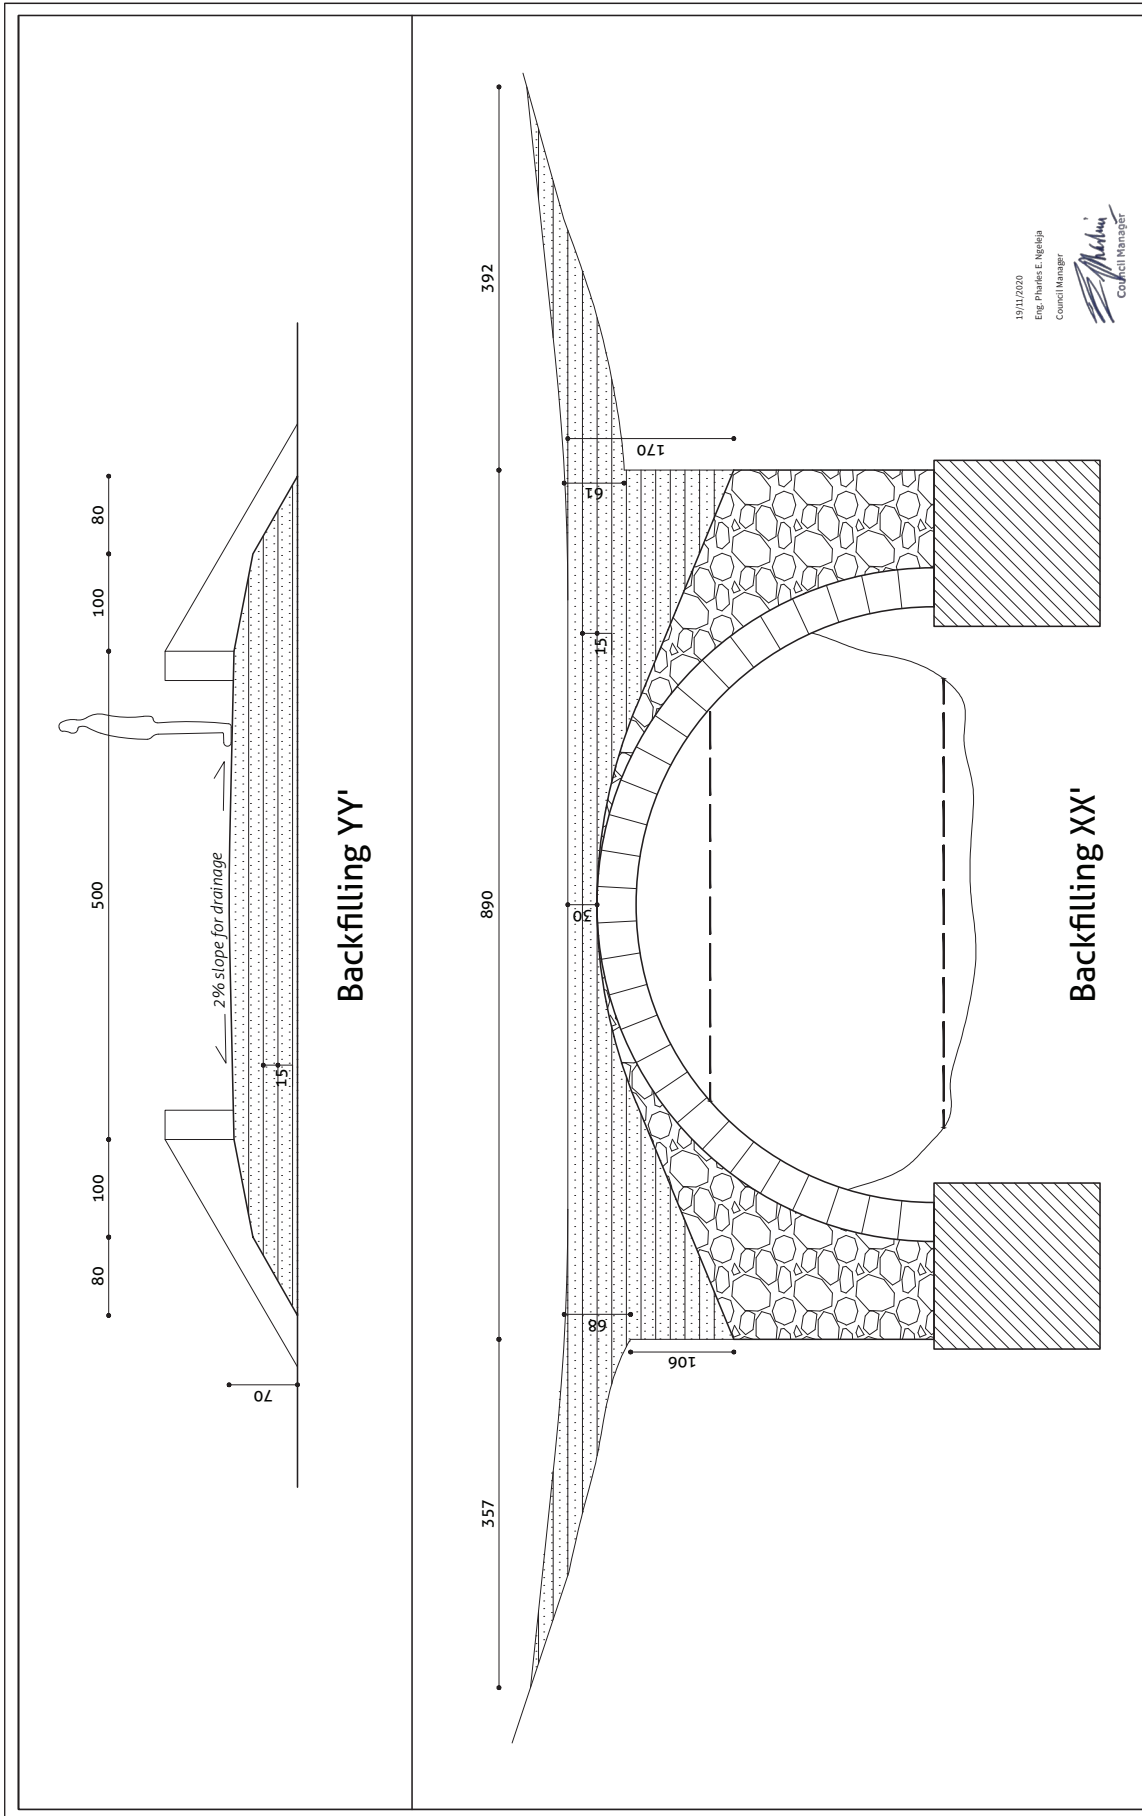 80
100
500
100
80
2% slope for drainage
15
70
Backfilling YY'
357
890
392
68
106
30
15
61
170
Backfilling XX'
19/11/2020
Eng. Pharles E. Ngeleja
Council Manager
Council Manager